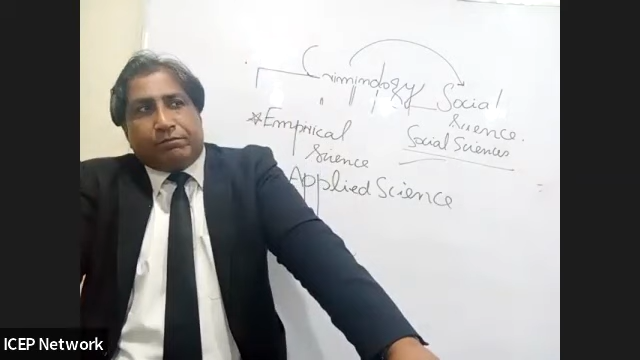 Criminology
Social
Science.
*Emprical
Science
Social Sciences
Applied Science
ICEP Network